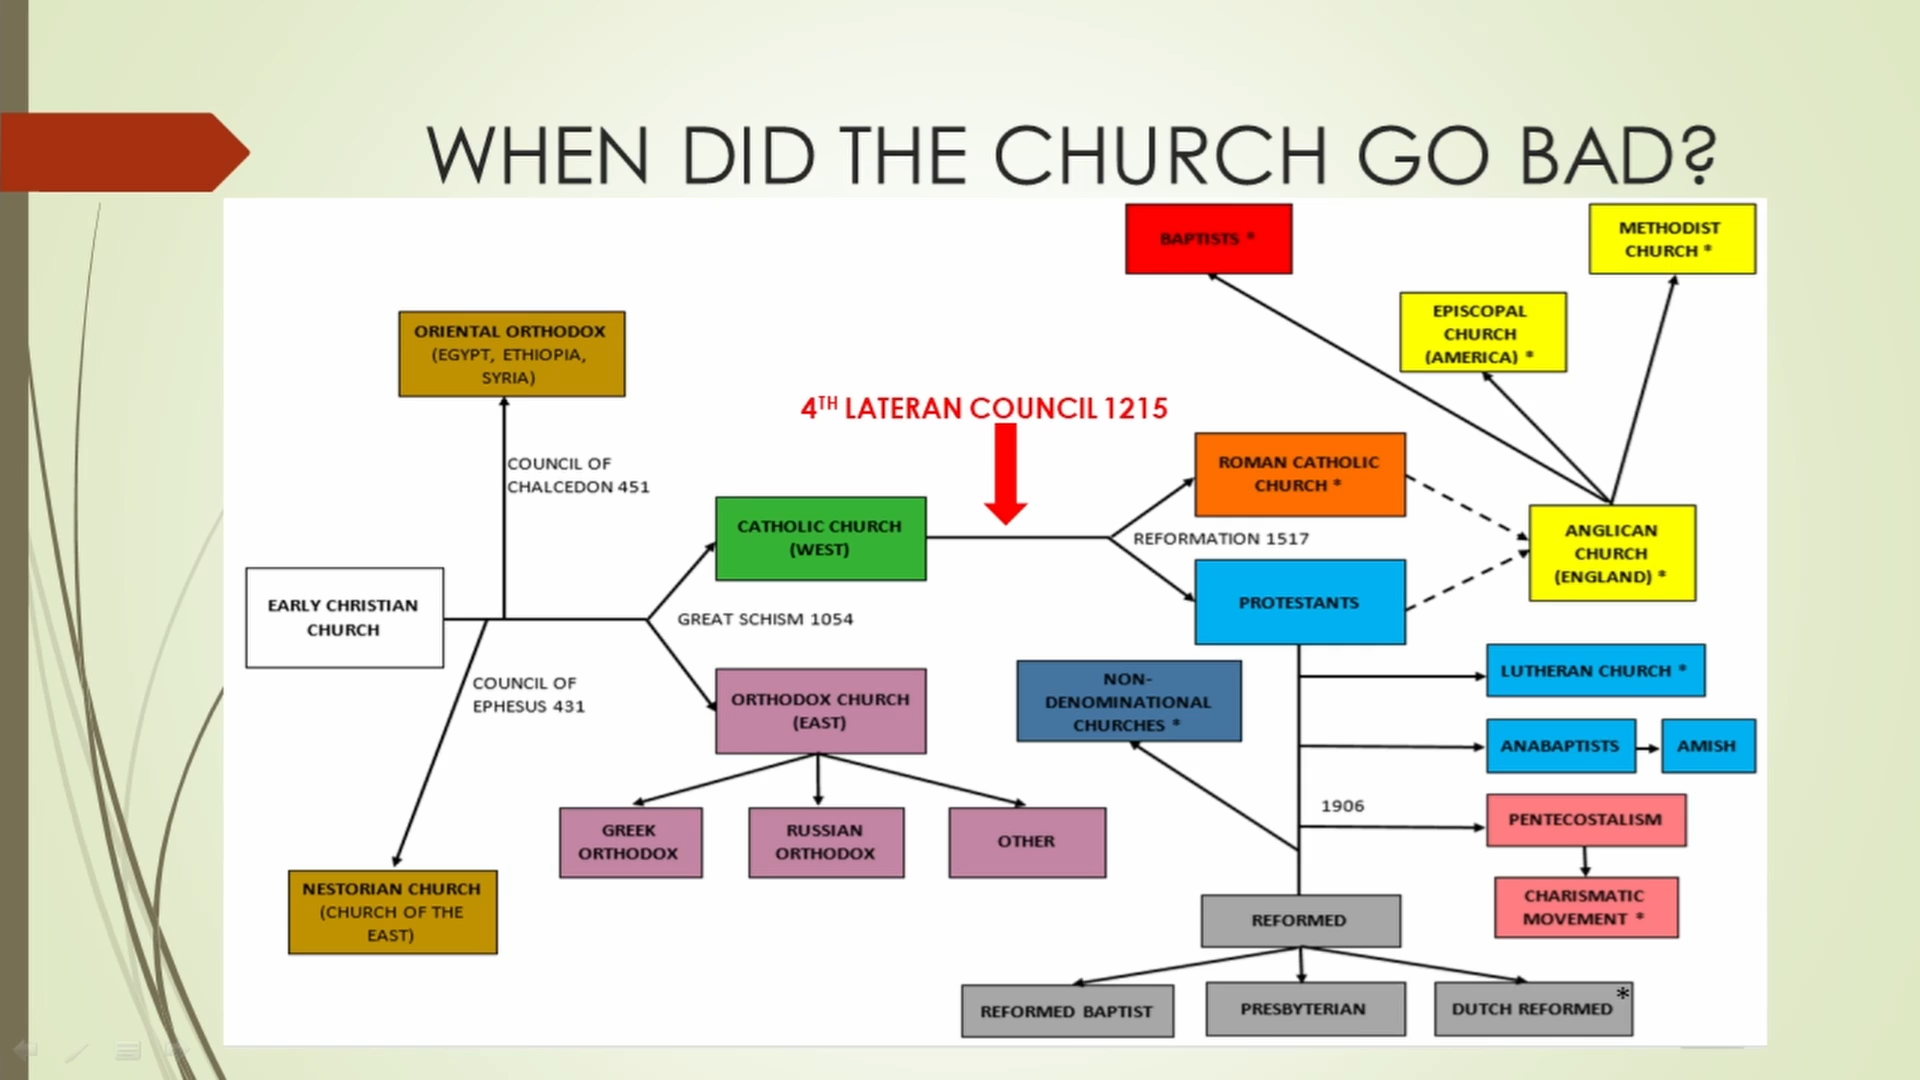 WHEN DID THE CHURCH GO BAD?
BAPTISTS *
METHODIST
CHURCH *
EPISCOPAL
CHURCH
(AMERICA) *
ORIENTAL ORTHODOX
(EGYPT, ETHIOPIA,
SYRIA)
4TH LATERAN COUNCIL 1215
COUNCIL OF
CHALCEDON 451
ROMAN CATHOLIC
CHURCH *
CATHOLIC CHURCH
(WEST)
REFORMATION 1517
ANGLICAN
CHURCH
(ENGLAND) *
EARLY CHRISTIAN
CHURCH
GREAT SCHISM 1054
PROTESTANTS
COUNCIL OF
EPHESUS 431
ORTHODOX CHURCH
(EAST)
NON-
DENOMINATIONAL
CHURCHES *
LUTHERAN CHURCH *
ANABAPTISTS
AMISH
1906
PENTECOSTALISM
GREEK
ORTHODOX
RUSSIAN
ORTHODOX
OTHER
NESTORIAN CHURCH
(CHURCH OF THE
EAST)
CHARISMATIC
MOVEMENT *
REFORMED
REFORMED BAPTIST
PRESBYTERIAN
DUTCH REFORMED *